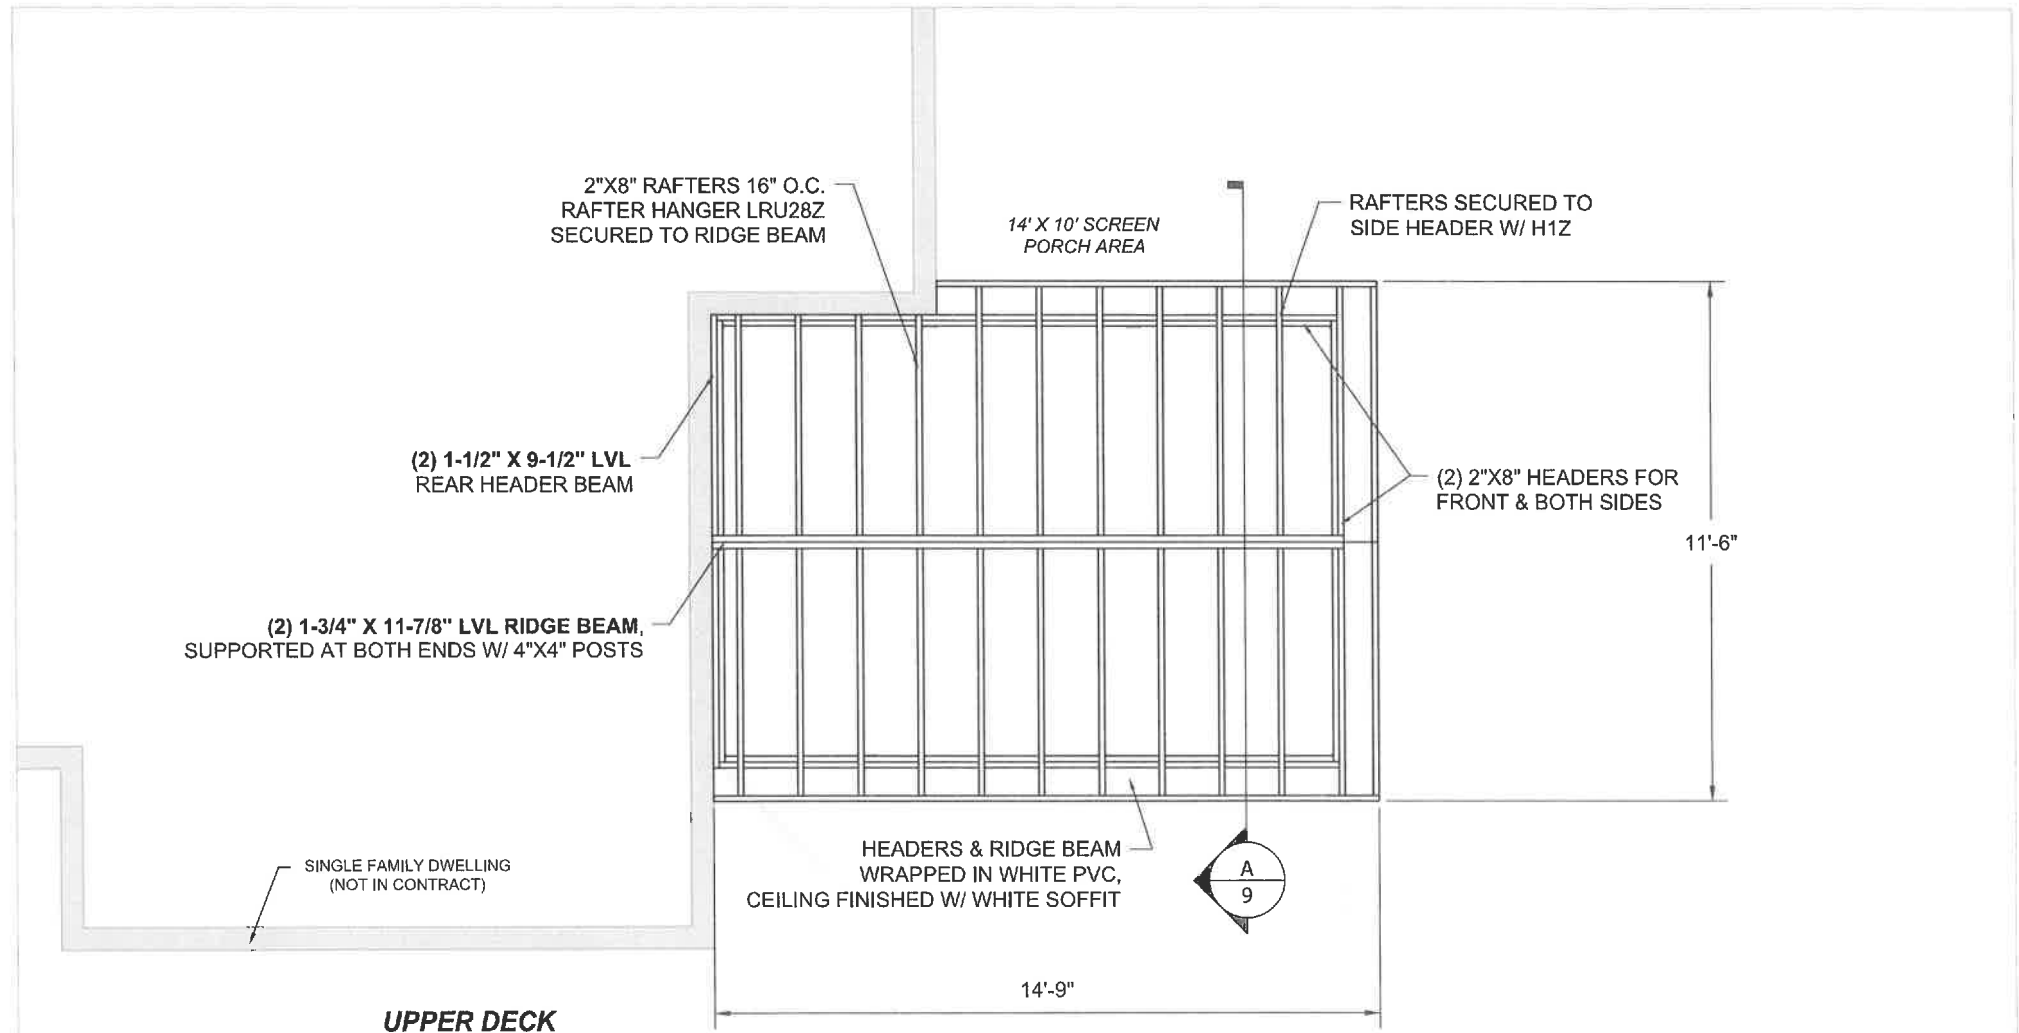 2"X8" RAFTERS 16" O.C.
RAFTER HANGER LRU28Z
SECURED TO RIDGE BEAM
14' X 10' SCREEN
PORCH AREA
RAFTERS SECURED TO
SIDE HEADER W/ H1Z
(2) 1-1/2" X 9-1/2" LVL
REAR HEADER BEAM
(2) 2"X8" HEADERS FOR
FRONT & BOTH SIDES
11'-6"
(2) 1-3/4" X 11-7/8" LVL RIDGE BEAM,
SUPPORTED AT BOTH ENDS W/ 4"X4" POSTS
SINGLE FAMILY DWELLING
(NOT IN CONTRACT)
HEADERS & RIDGE BEAM
WRAPPED IN WHITE PVC,
CEILING FINISHED W/ WHITE SOFFIT
A
9
14'-9"
UPPER DECK